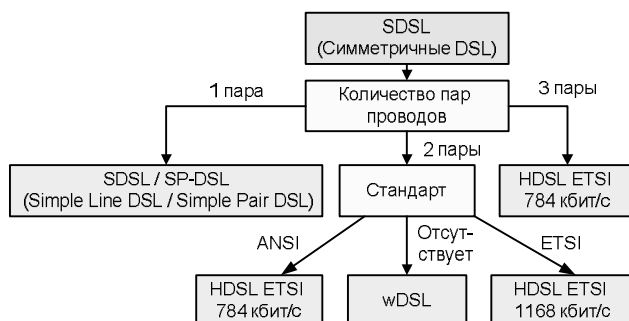 SDSL
(Симметричные DSL)
1 пара
Количество пар
проводов
3 пары
2 пары
SDSL / SP-DSL
(Simple Line DSL / Simple Pair DSL)
Стандарт
HDSL ETSI
784 кбит/с
ANSI
Отсут-
ствует
ETSI
HDSL ETSI
784 кбит/с
wDSL
HDSL ETSI
1168 кбит/с